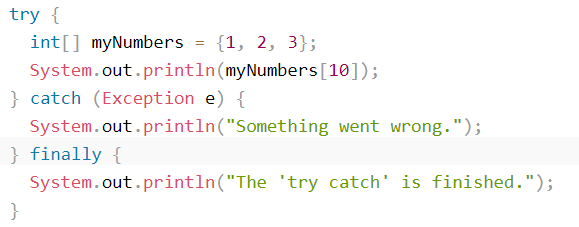 try {
  int[] myNumbers = {1, 2, 3};
  System.out.println(myNumbers[10]);
} catch (Exception e) {
  System.out.println("Something went wrong.");
} finally {
  System.out.println("The 'try catch' is finished.");
}